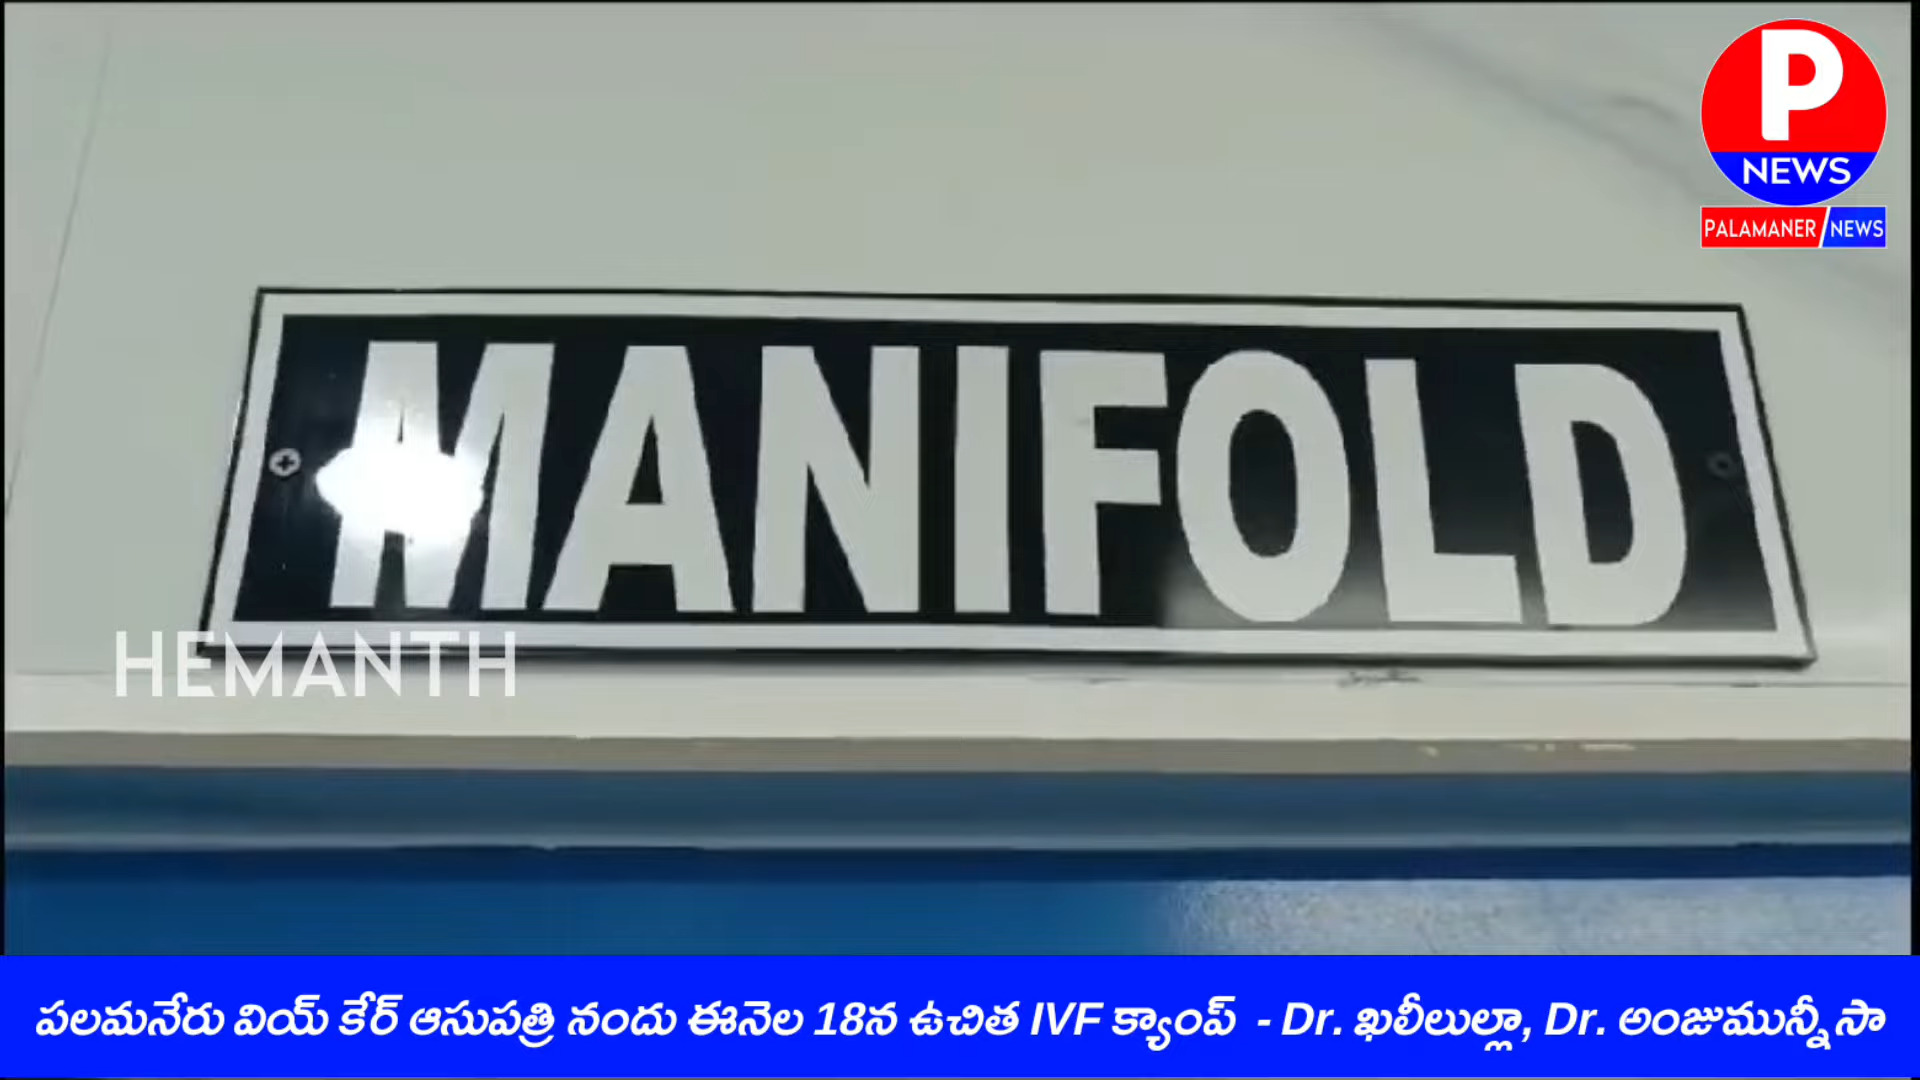 P
NEWS
PALAMANER NEWS
MANIFOLD
HEMANTH
పలమనేరు వియ్ కేర్ ఆసుపత్రి నందు ఈనెల 18న ఉచిత IVF క్యాంప్ - Dr. ఖలీలుల్లా, Dr. అంజుమున్నీసా